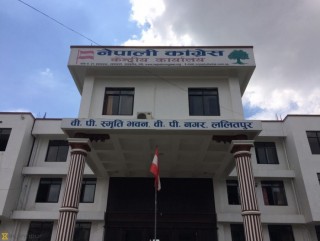 नेपाली कांग्रेस
केन्द्रीय कार्यालय
बी. पी. स्मृति भवन, बी. पी. नगर, ललितपुर